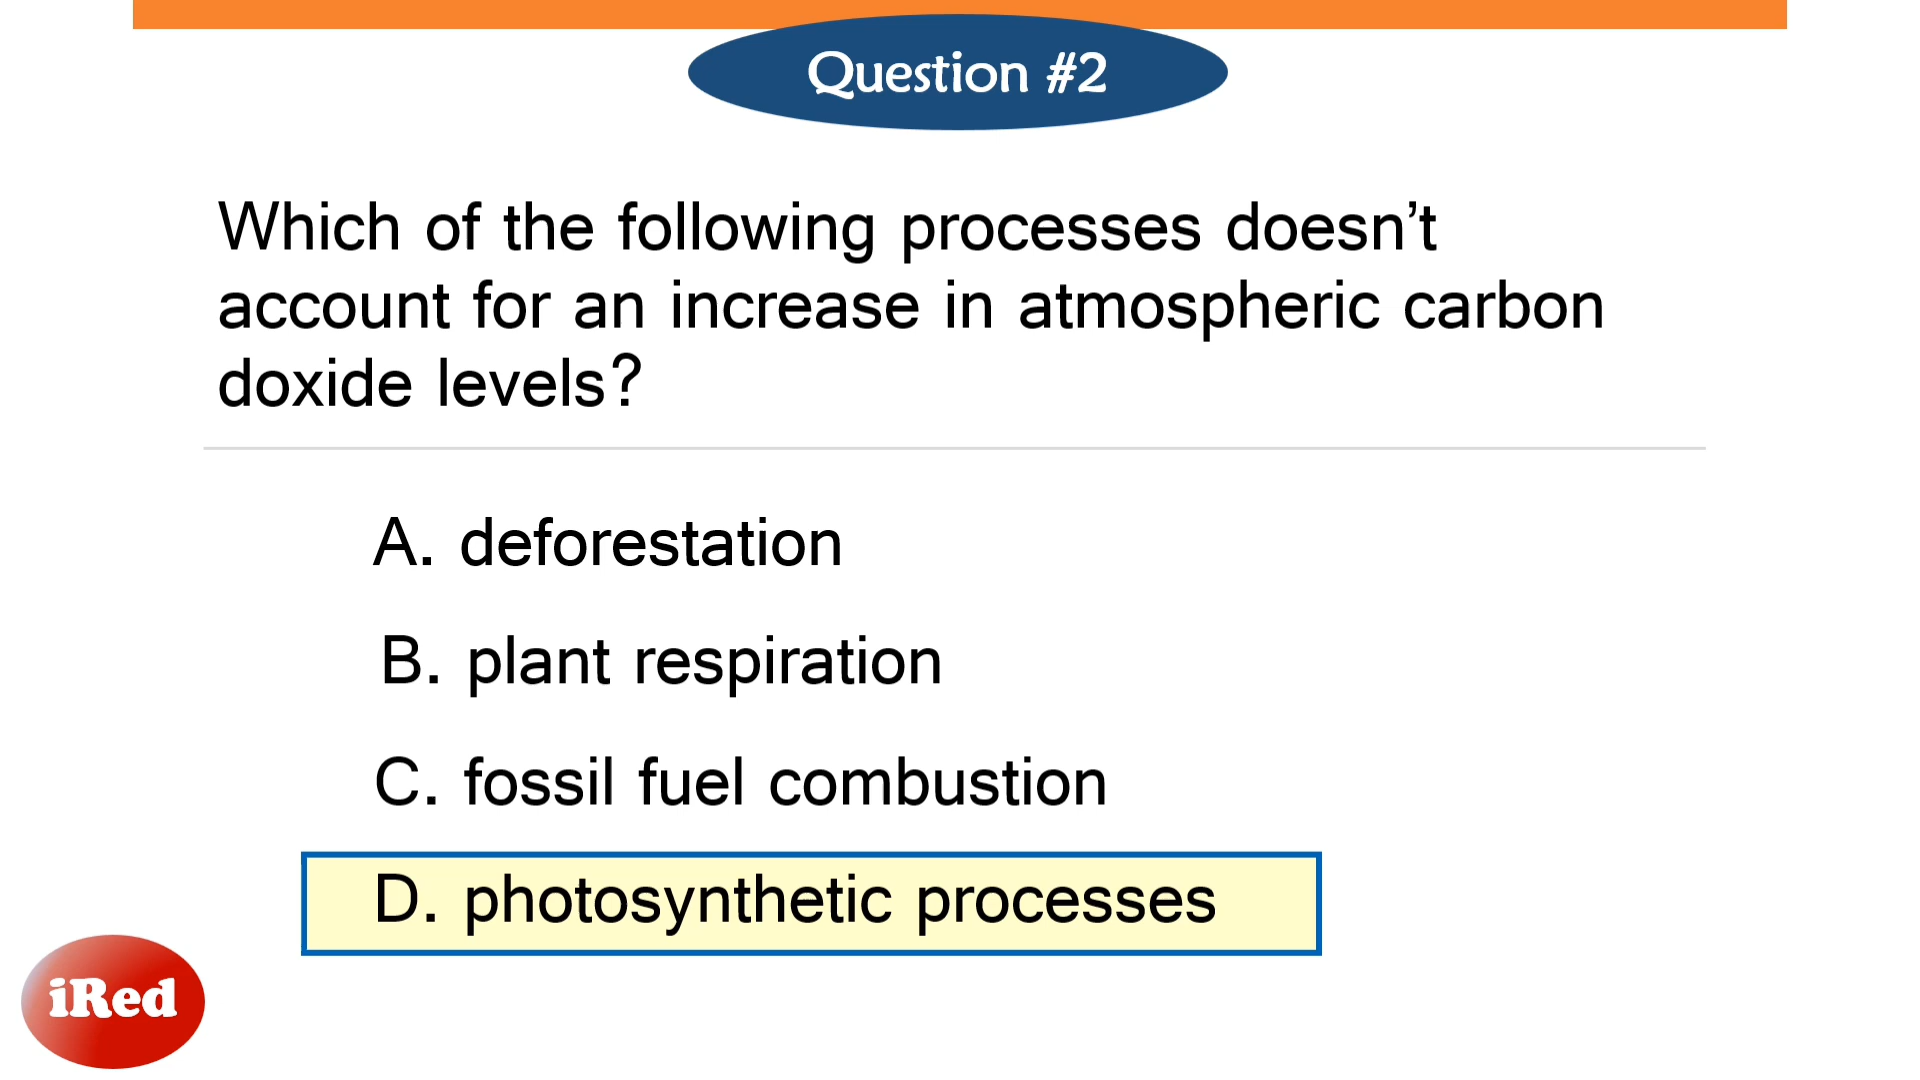 Question #2
Which of the following processes doesn’t
account for an increase in atmospheric carbon
doxide levels?
A. deforestation
B. plant respiration
C. fossil fuel combustion
D. photosynthetic processes
iRed